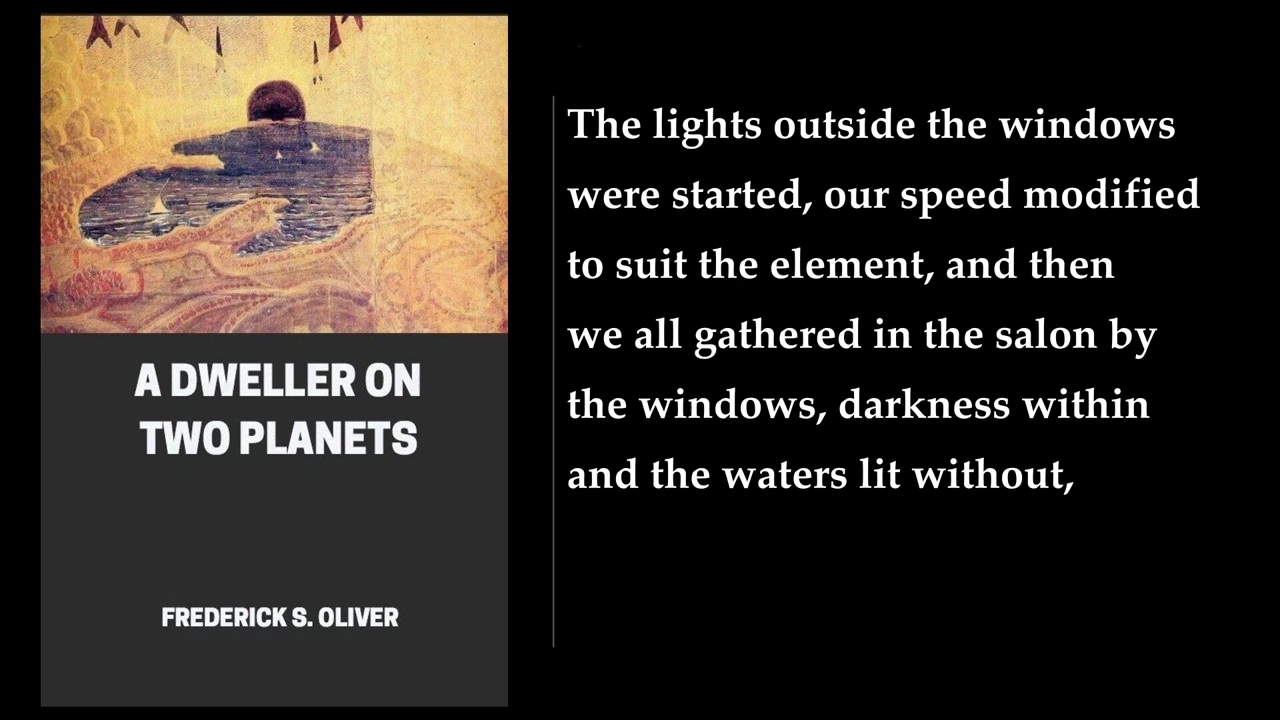 A DWELLER ON
TWO PLANETS
FREDERICK S. OLIVER
The lights outside the windows
were started, our speed modified
to suit the element, and then
we all gathered in the salon by
the windows, darkness within
and the waters lit without,